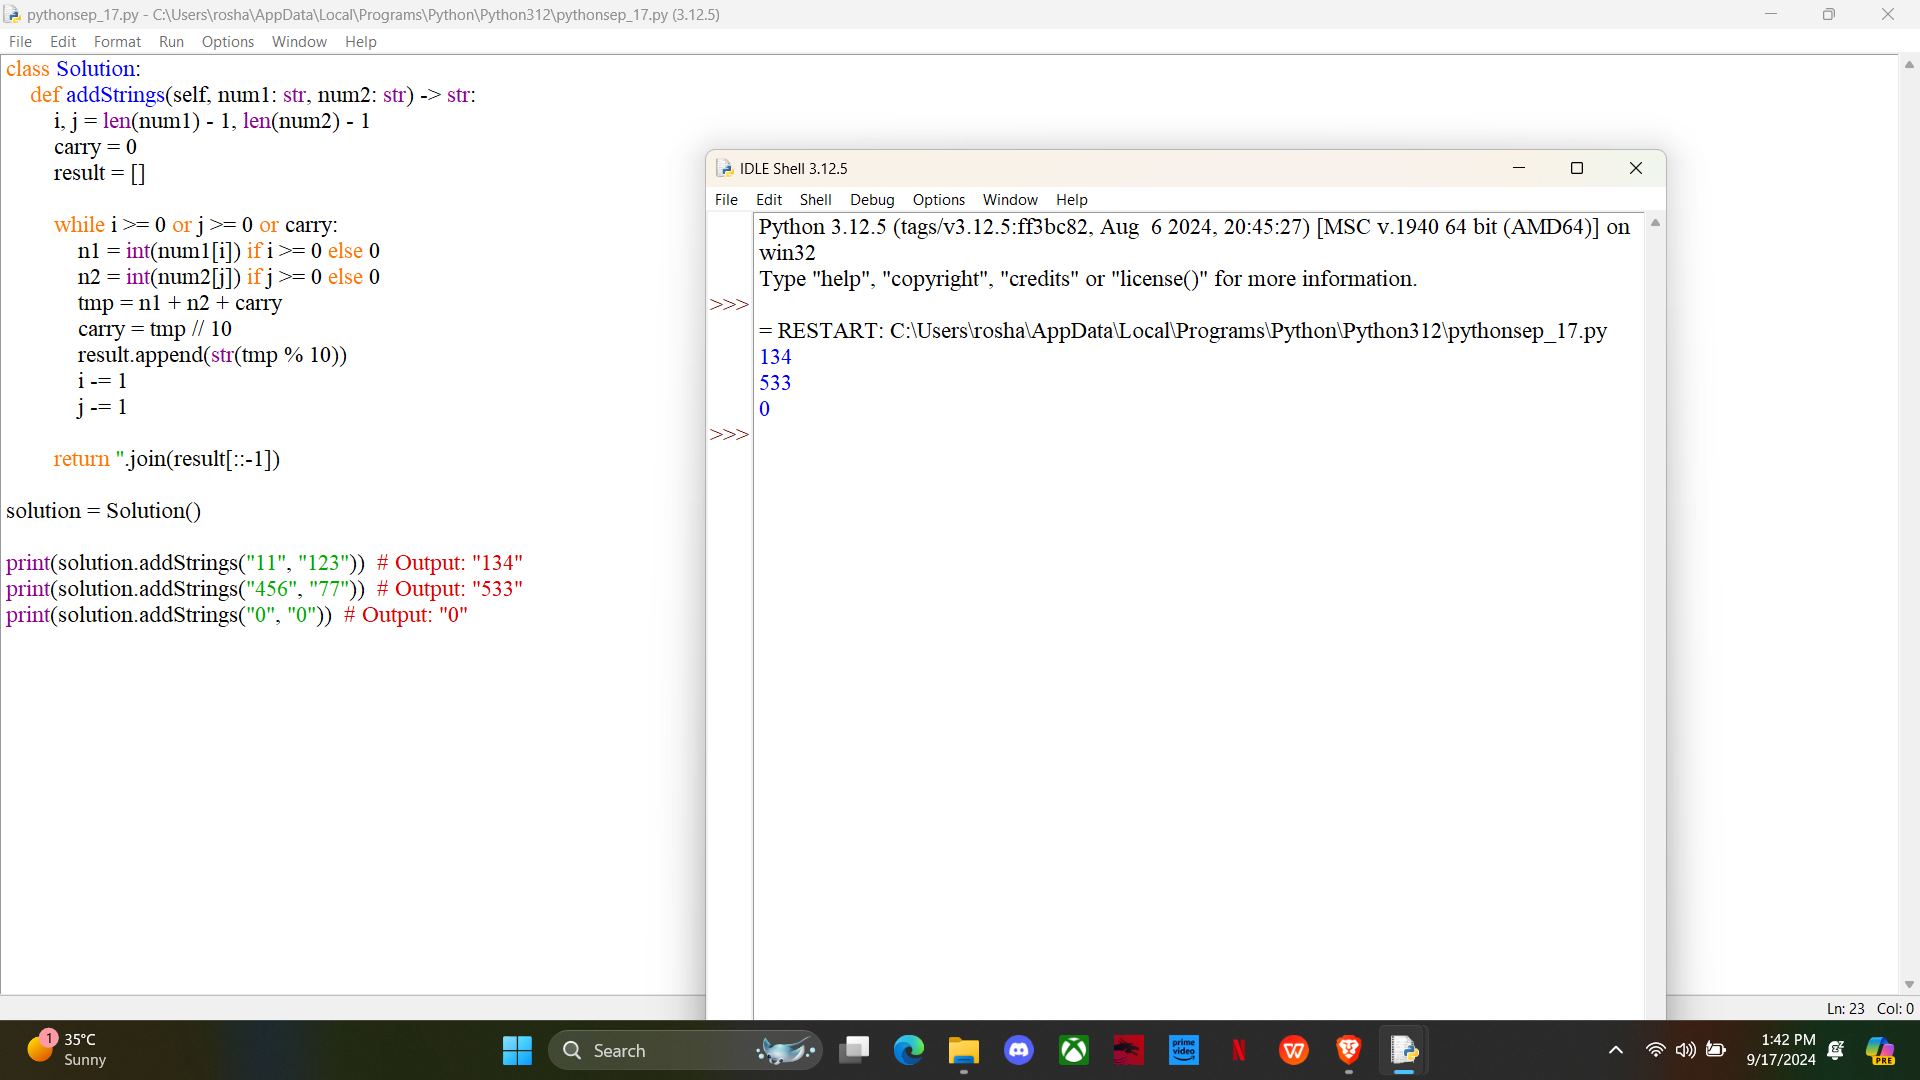 pythonsep_17.py - C:\Users\rosha\AppData\Local\Programs\Python\Python312\pythonsep_17.py (3.12.5)
File Edit Format Run Options Window Help
class Solution:
    def addStrings(self, num1: str, num2: str) -> str:
        i, j = len(num1) - 1, len(num2) - 1
        carry = 0
        result = []
        while i >= 0 or j >= 0 or carry:
            n1 = int(num1[i]) if i >= 0 else 0
            n2 = int(num2[j]) if j >= 0 else 0
            tmp = n1 + n2 + carry
            carry = tmp // 10
            result.append(str(tmp % 10))
            i -= 1
            j -= 1
        return ''.join(result[::-1])
solution = Solution()
print(solution.addStrings("11", "123"))  # Output: "134"
print(solution.addStrings("456", "77"))  # Output: "533"
print(solution.addStrings("0", "0"))  # Output: "0"
IDLE Shell 3.12.5
File Edit Shell Debug Options Window Help
Python 3.12.5 (tags/v3.12.5:ff3bc82, Aug  6 2024, 20:45:27) [MSC v.1940 64 bit (AMD64)] on
win32
Type "help", "copyright", "credits" or "license()" for more information.
>>>
= RESTART: C:\Users\rosha\AppData\Local\Programs\Python\Python312\pythonsep_17.py
134
533
0
>>>
Ln: 23 Col: 0
1
35°C
Sunny
Search
prime
video
N
W
1:42 PM
9/17/2024
PRE